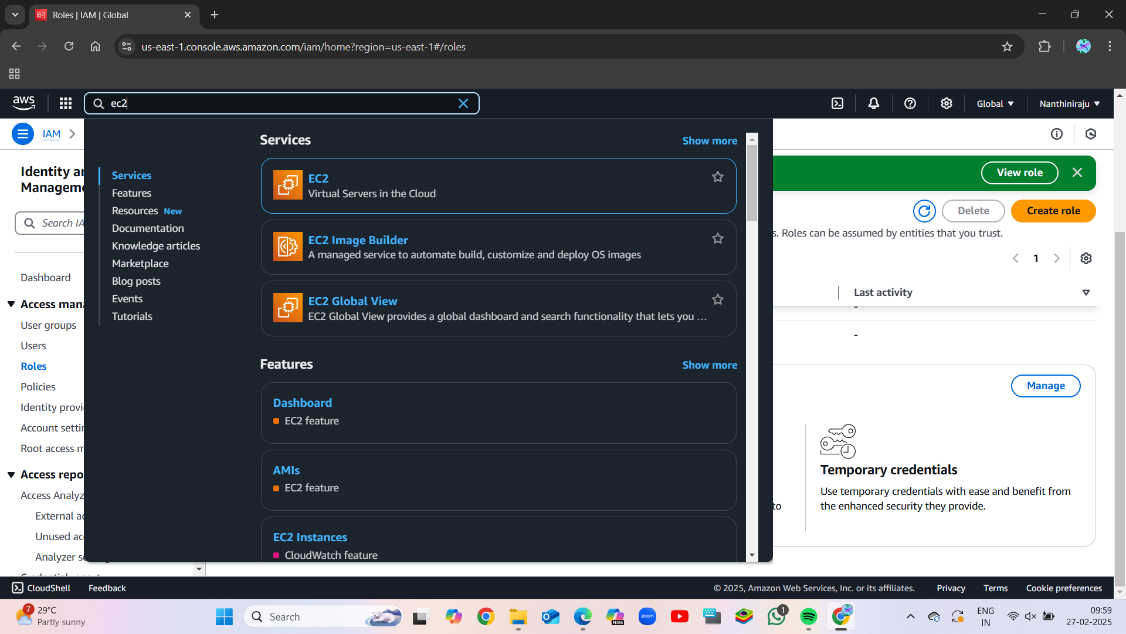 Roles | IAM | Global
us-east-1.console.aws.amazon.com/iam/home?region=us-east-1#/roles
aws
ec2
Global
Nanthiniraju
IAM
Identity an
Manageme
Search IA
Dashboard
Access mana
User groups
Users
Roles
Policies
Identity provi
Account settin
Root access m
Access repo
Access Analyz
External ac
Unused ac
Analyzer s
Services
Features
Resources New
Documentation
Knowledge articles
Marketplace
Blog posts
Events
Tutorials
Services
Show more
EC2
Virtual Servers in the Cloud
EC2 Image Builder
A managed service to automate build, customize and deploy OS images
EC2 Global View
EC2 Global View provides a global dashboard and search functionality that lets you ...
Features
Show more
Dashboard
EC2 feature
AMIs
EC2 feature
EC2 Instances
CloudWatch feature
View role
Delete
Create role
s. Roles can be assumed by entities that you trust.
1
Last activity
-
-
Manage
Temporary credentials
to
Use temporary credentials with ease and benefit from
the enhanced security they provide.
CloudShell
Feedback
© 2025, Amazon Web Services, Inc. or its affiliates.
Privacy
Terms
Cookie preferences
7
29°C
Partly sunny
Search
zoom
1
ENG
IN
09:59
27-02-2025